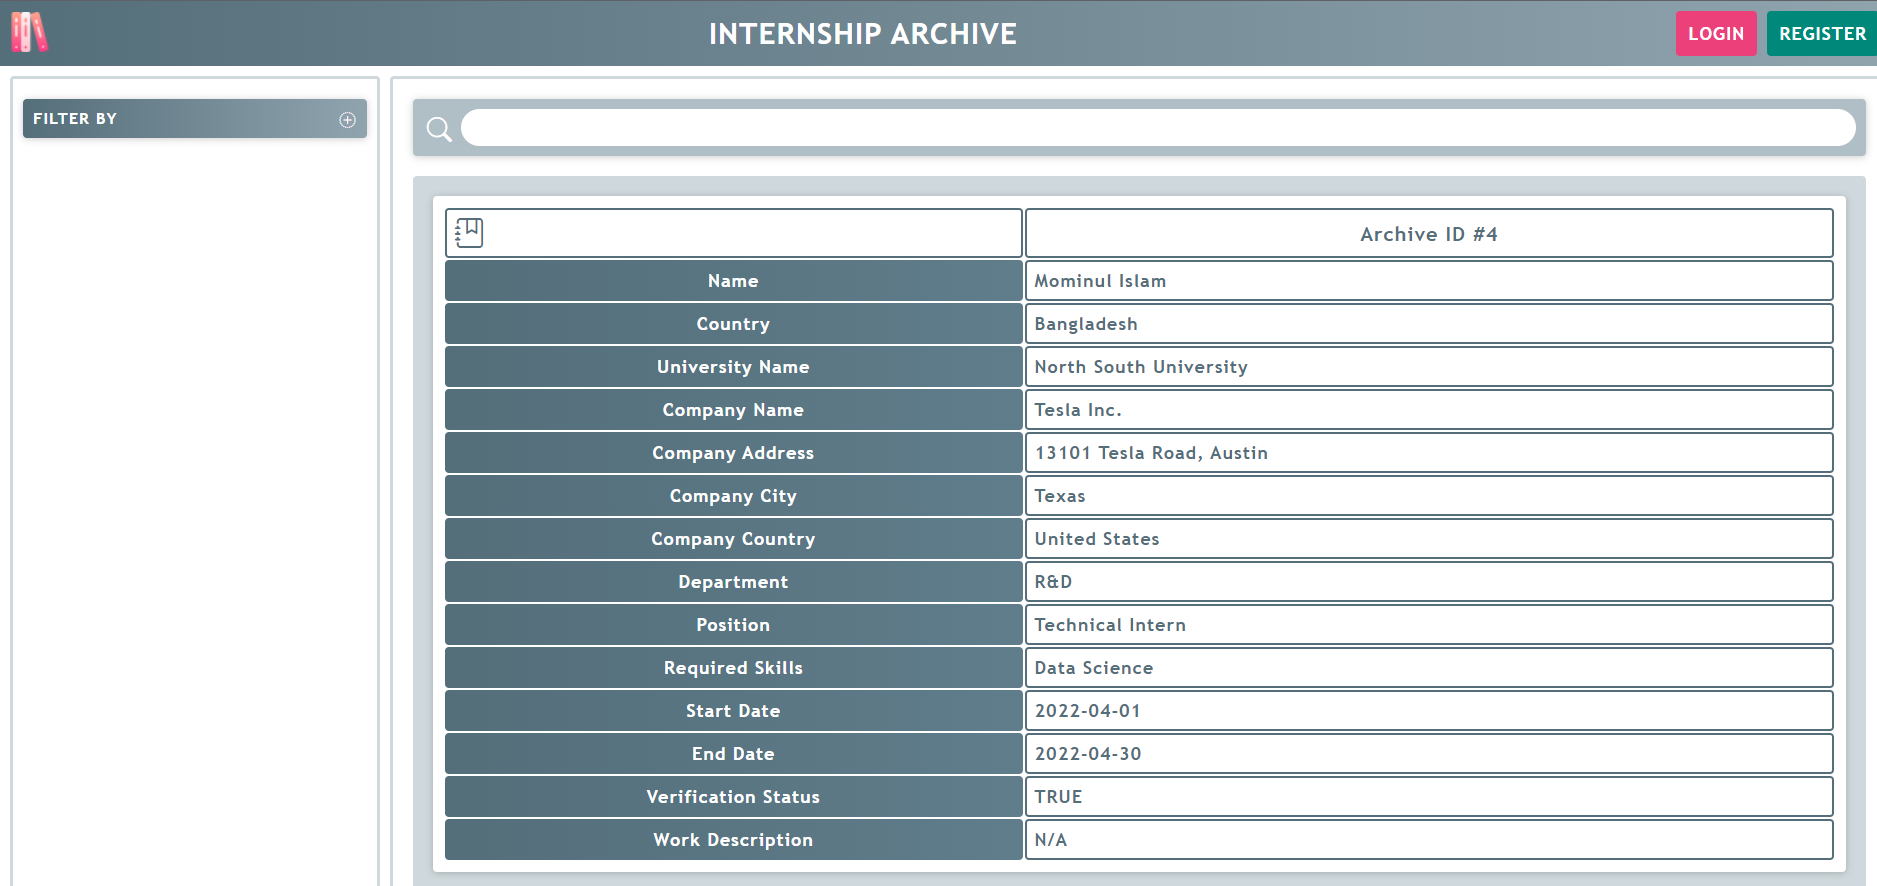 INTERNSHIP ARCHIVE
LOGIN
REGISTER
FILTER BY
Archive ID #4
Name Mominul Islam
Country Bangladesh
University Name North South University
Company Name Tesla Inc.
Company Address 13101 Tesla Road, Austin
Company City Texas
Company Country United States
Department R&D
Position Technical Intern
Required Skills Data Science
Start Date 2022-04-01
End Date 2022-04-30
Verification Status TRUE
Work Description N/A